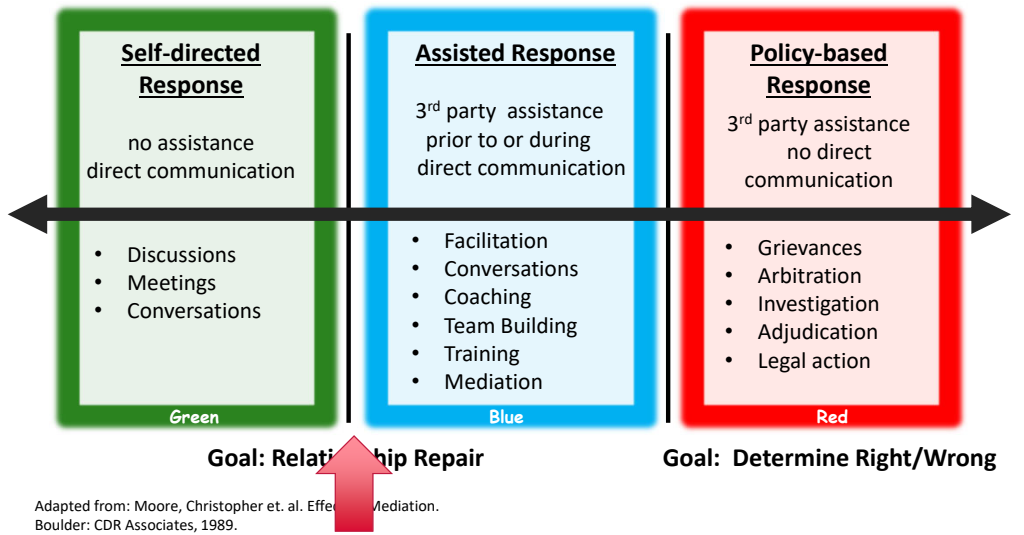 Self-directed
Response
no assistance
direct communication
• Discussions
• Meetings
• Conversations
Green
Assisted Response
3rd party assistance
prior to or during
direct communication
• Facilitation
• Conversations
• Coaching
• Team Building
• Training
• Mediation
Blue
Policy-based
Response
3rd party assistance
no direct
communication
• Grievances
• Arbitration
• Investigation
• Adjudication
• Legal action
Red
Goal: Repair
Goal: Determine Right/Wrong
Adapted from: Moore, Christopher et. al. Mediation.
Boulder: CDR Associates, 1989.